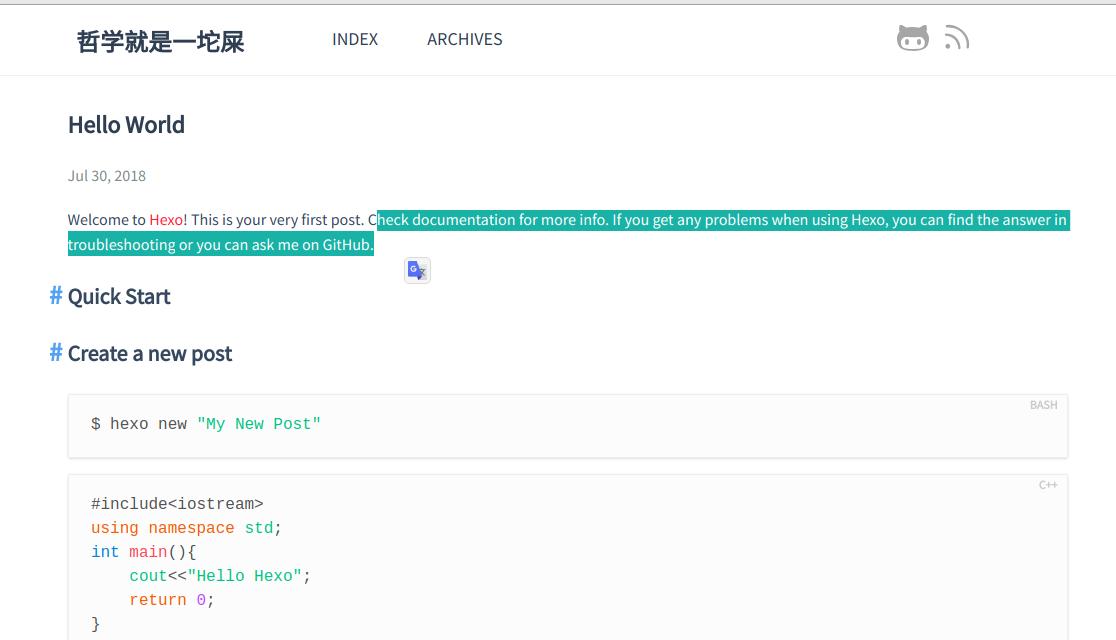 哲学就是一坨屎 INDEX ARCHIVES
Hello World
Jul 30, 2018
Welcome to Hexo! This is your very first post. Check documentation for more info. If you get any problems when using Hexo, you can find the answer in
troubleshooting or you can ask me on GitHub.
# Quick Start
# Create a new post
BASH
$ hexo new "My New Post"
C++
#include<iostream>
using namespace std;
int main(){
    cout<<"Hello Hexo";
    return 0;
}